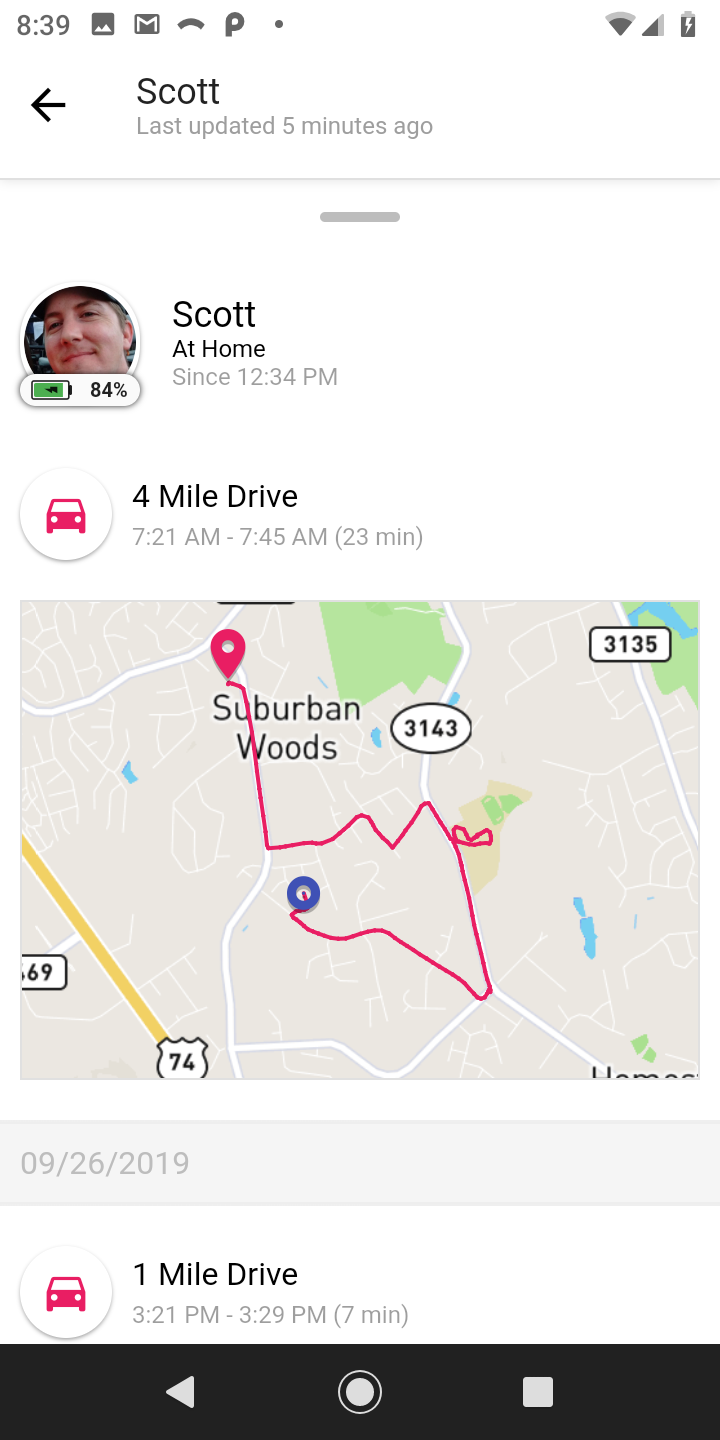 8:39
Scott
Last updated 5 minutes ago
84%
Scott
At Home
Since 12:34 PM
4 Mile Drive
7:21 AM - 7:45 AM (23 min)
3135
Suburban
Woods
3143
69
74
09/26/2019
1 Mile Drive
3:21 PM - 3:29 PM (7 min)